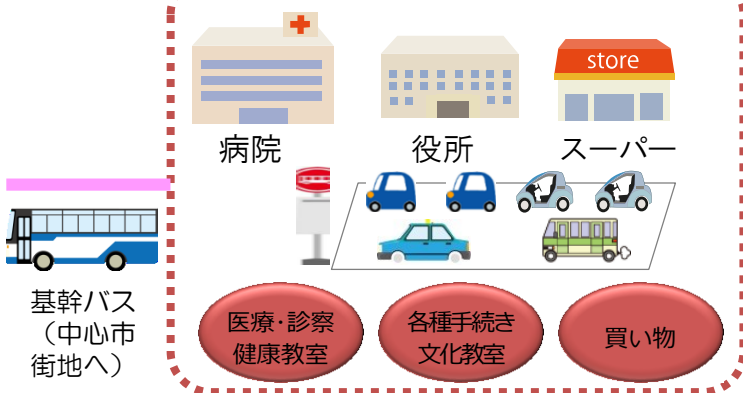 store
病院
役所
スーパー
基幹バス
（中心市
街地へ）
医療・診察
健康教室
各種手続き
文化教室
買い物